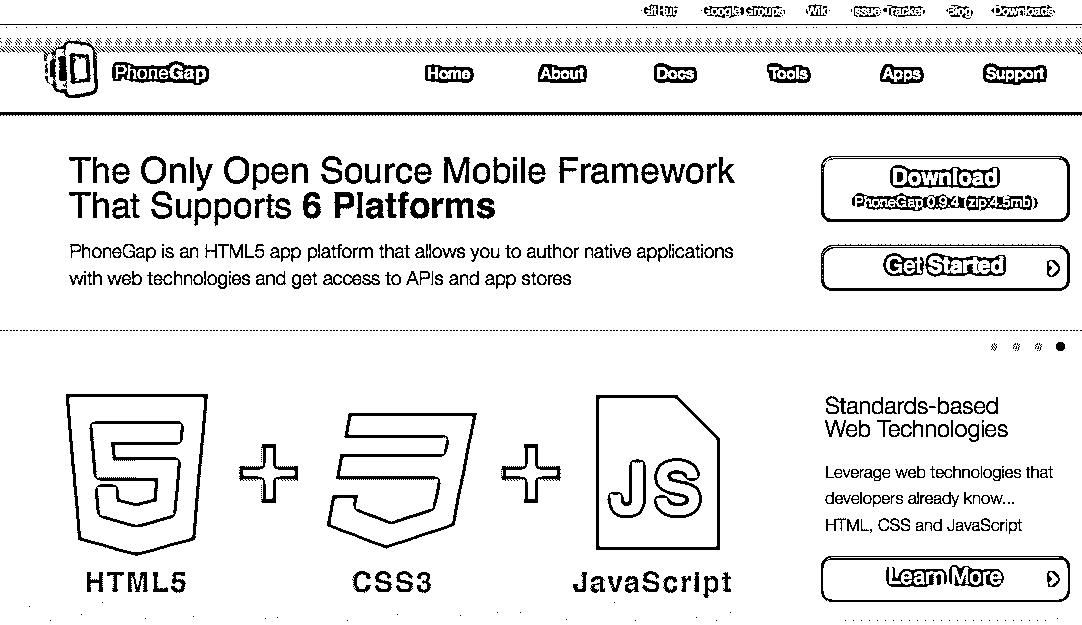 GitHub Google Groups Wiki Issue Tracker Blog Downloads
PhoneGap Home About Docs Tools Apps Support
The Only Open Source Mobile Framework
That Supports 6 Platforms
Download
PhoneGap 0.9.4 (zip:4.5mb)
PhoneGap is an HTML5 app platform that allows you to author native applications
with web technologies and get access to APIs and app stores
Get Started
5
JS
HTML5
CSS3
JavaScript
Standards-based
Web Technologies
Leverage web technologies that
developers already know...
HTML, CSS and JavaScript
Learn More